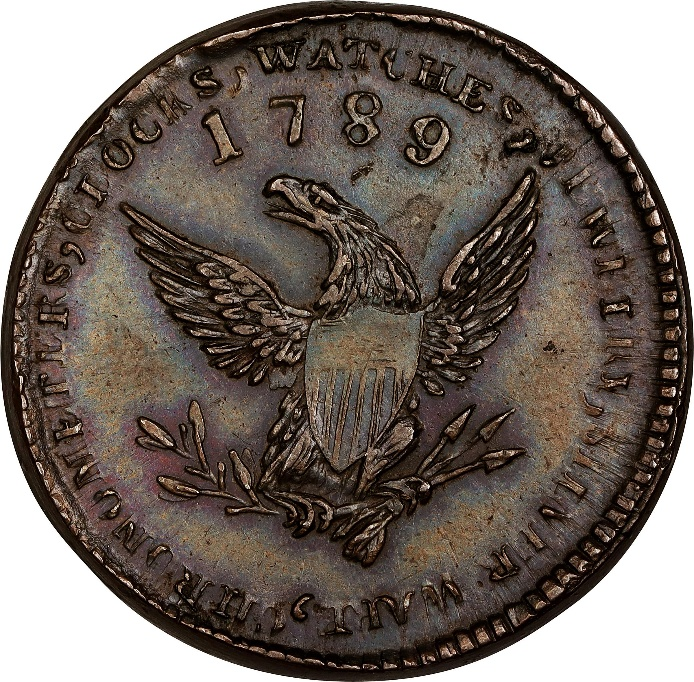 CLOCKS, WATCHES, JEWELRY, SILVER WARE, CHRONOMETERS,
1789